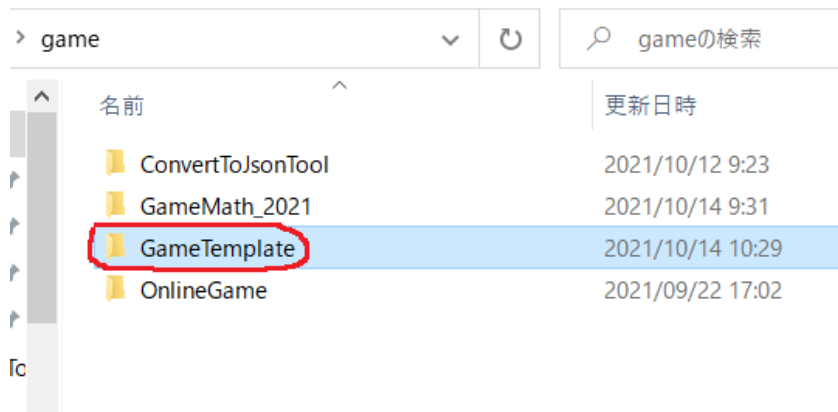 game
gameの検索
名前 更新日時
ConvertToJsonTool 2021/10/12 9:23
GameMath_2021 2021/10/14 9:31
GameTemplate 2021/10/14 10:29
OnlineGame 2021/09/22 17:02
To